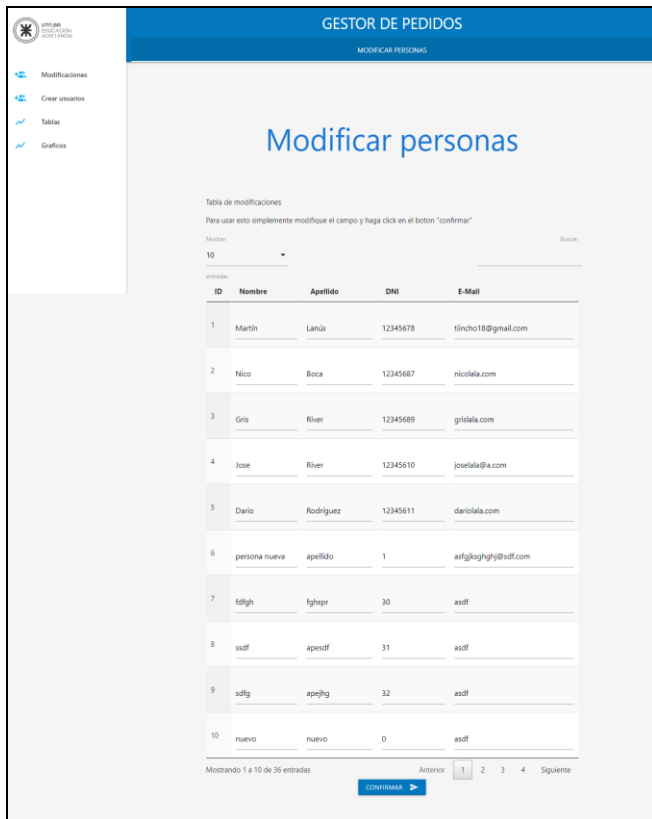 UTN.BA
EDUCACIÓN
ADISTANCIA
GESTOR DE PEDIDOS
MODIFICAR PERSONAS
Modificaciones
Crear usuarios
Tablas
Graficos
Modificar personas
Tabla de modificaciones
Para usar esto simplemente modifique el campo y haga click en el boton "confirmar"
Mostrar Buscar:
10
entradas
ID Nombre Apellido DNI E-Mail
1 Martín Lanús 12345678 tiincho18@gmail.com
2 Nico Boca 12345687 nicolala.com
3 Gris River 12345689 grislala.com
4 Jose River 12345610 joselala@a.com
5 Dario Rodríguez 12345611 dariolala.com
6 persona nueva apellido 1 asfgjksghghj@sdf.com
7 fdfgh fghspr 30 asdf
8 ssdf apesdf 31 asdf
9 sdfg apejhg 32 asdf
10 nuevo nuevo 0 asdf
Mostrando 1 a 10 de 36 entradas Anterior 1 2 3 4 Siguiente
CONFIRMAR